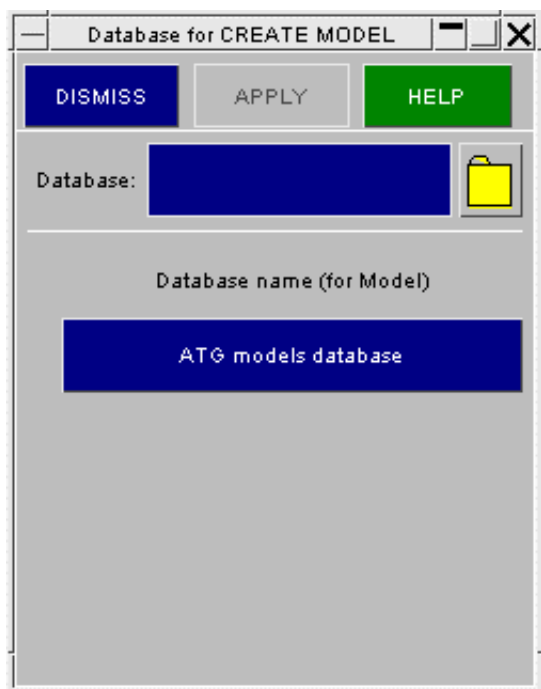 Database for CREATE MODEL
DISMISS APPLY HELP
Database:
Database name (for Model)
ATG models database